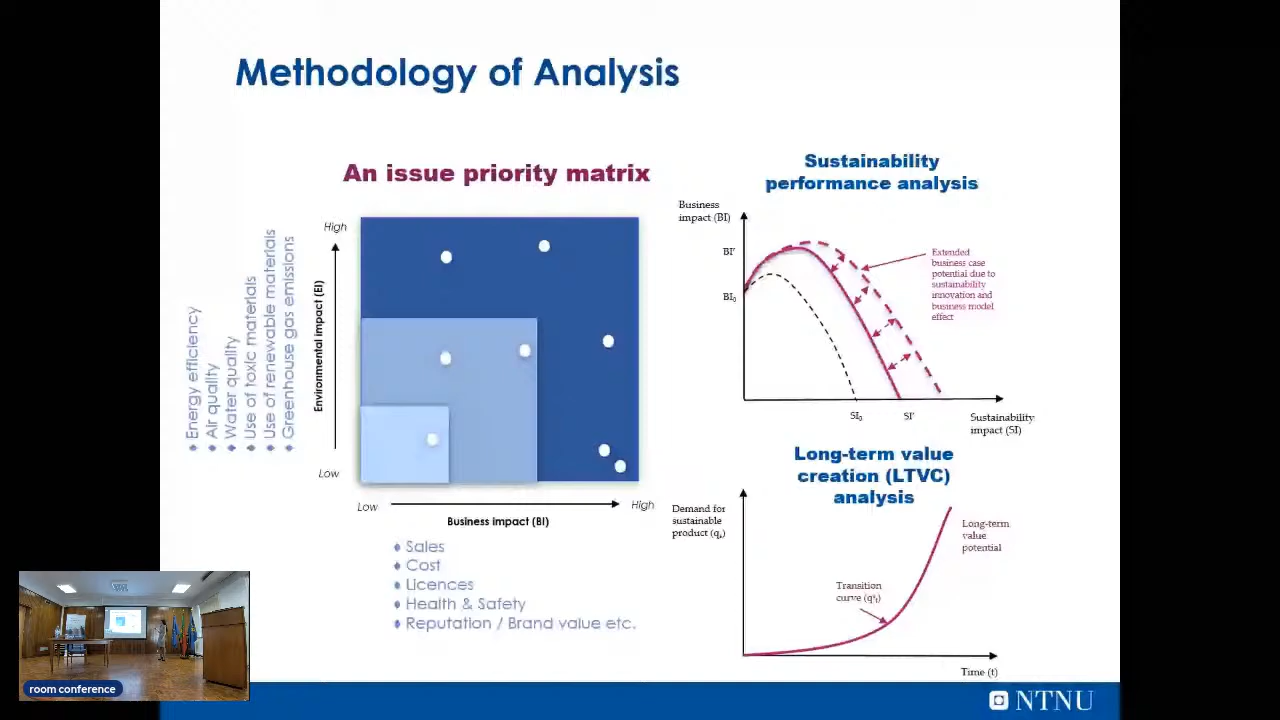 Methodology of Analysis
An issue priority matrix
High
Environmental impact (EI)
Low
♦ Energy efficiency
♦ Air quality
♦ Water quality
♦ Use of toxic materials
♦ Use of renewable materials
♦ Greenhouse gas emissions
Low
High
Business impact (BI)
♦ Sales
♦ Cost
♦ Licences
♦ Health & Safety
♦ Reputation / Brand value etc.
Sustainability
performance analysis
Business
impact (BI)
BI'
BI₀
Extended
business case
potential due to
sustainability
innovation and
business model
effect
SI₀
SI'
Sustainability
impact (SI)
Long-term value
creation (LTVC)
analysis
Demand for
sustainable
product (qₛ)
Long-term
value
potential
Transition
Time (t)
room conference
NTNU